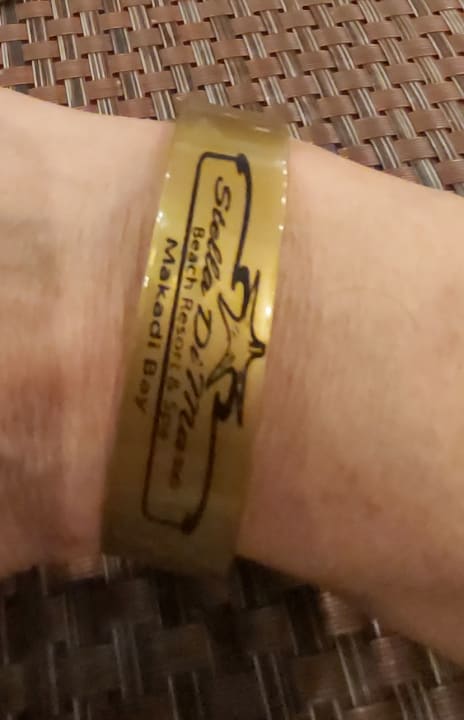 Stella Di Mare
Beach Resort & Spa
Makadi Bay